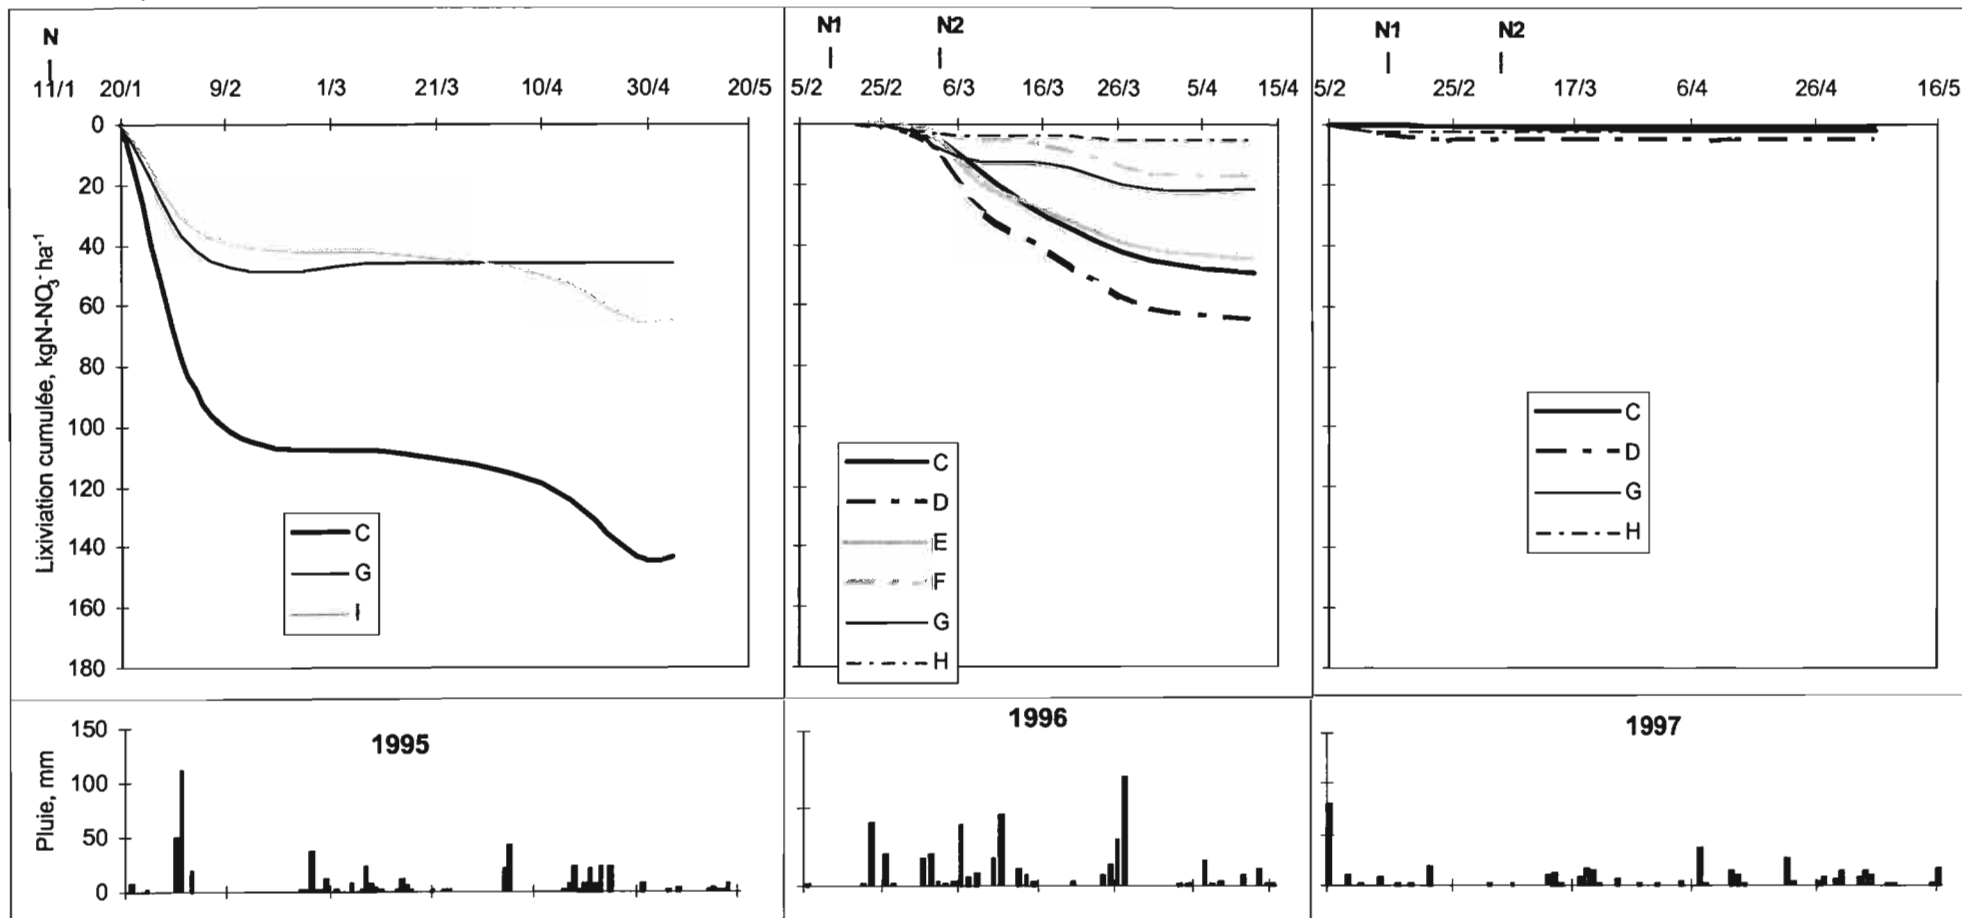 N
11/1 20/1 9/2 1/3 21/3 10/4 30/4 20/5
N1 N2
5/2 25/2 6/3 16/3 26/3 5/4 15/4
N1 N2
5/2 25/2 17/3 6/4 26/4 16/5
Lixiviation cumulée, kgN-NO₃⁻ ha⁻¹
0
20
40
60
80
100
120
140
160
180
C
G
I
C
D
E
F
G
H
C
D
G
H
Pluie, mm
150
100
50
0
1995
1996
1997